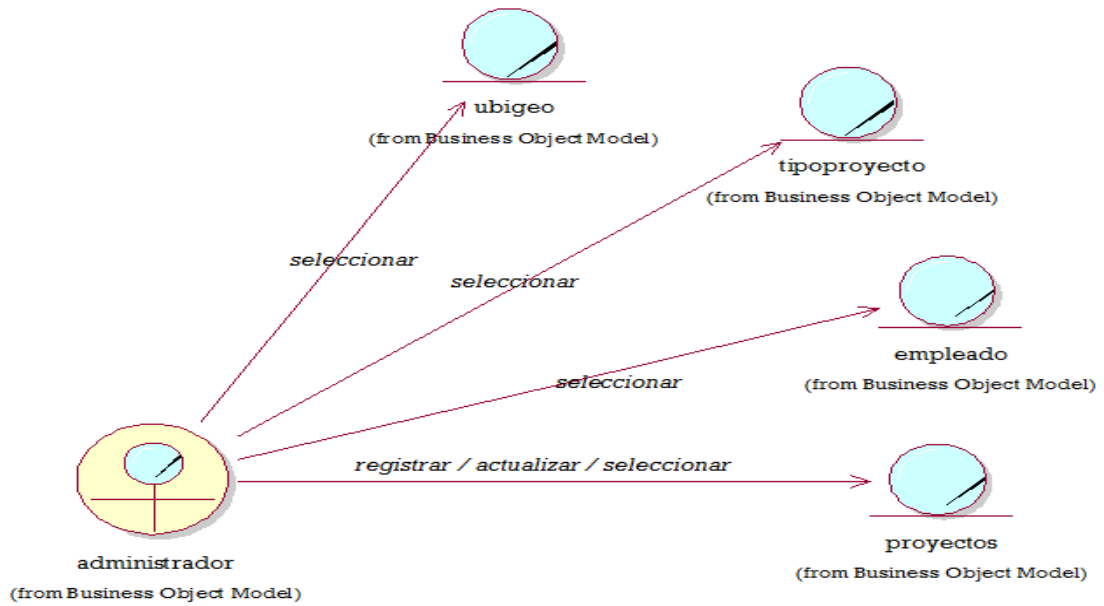 ubigeo
(from Business Object Model)
tipoproyecto
(from Business Object Model)
seleccionar
seleccionar
empleado
(from Business Object Model)
seleccionar
registrar / actualizar / seleccionar
proyectos
(from Business Object Model)
administrador
(from Business Object Model)